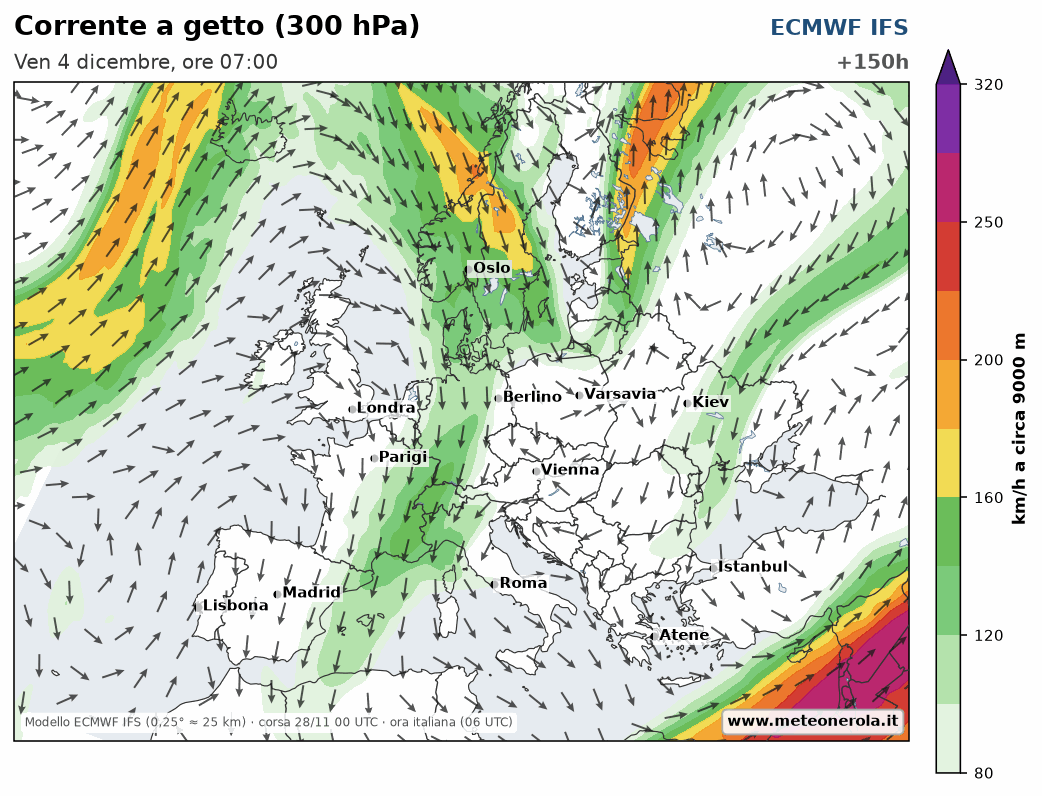 Corrente a getto (300 hPa)
ECMWF IFS
Ven 4 dicembre, ore 07:00
+150h
320
250
200
160
120
80
km/h a circa 9000 m
Oslo
Berlino
Varsavia
Kiev
Londra
Parigi
Vienna
Istanbul
Roma
Madrid
Lisbona
Atene
Modello ECMWF IFS (0,25° ≈ 25 km) · corsa 28/11 00 UTC · ora italiana (06 UTC)
www.meteonerola.it